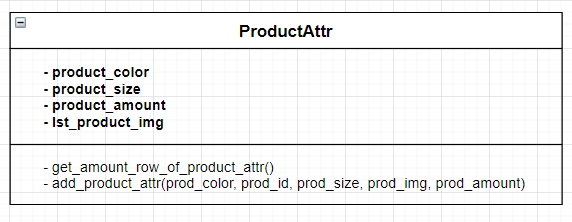 ProductAttr
- product_color
- product_size
- product_amount
- lst_product_img
- get_amount_row_of_product_attr()
- add_product_attr(prod_color, prod_id, prod_size, prod_img, prod_amount)